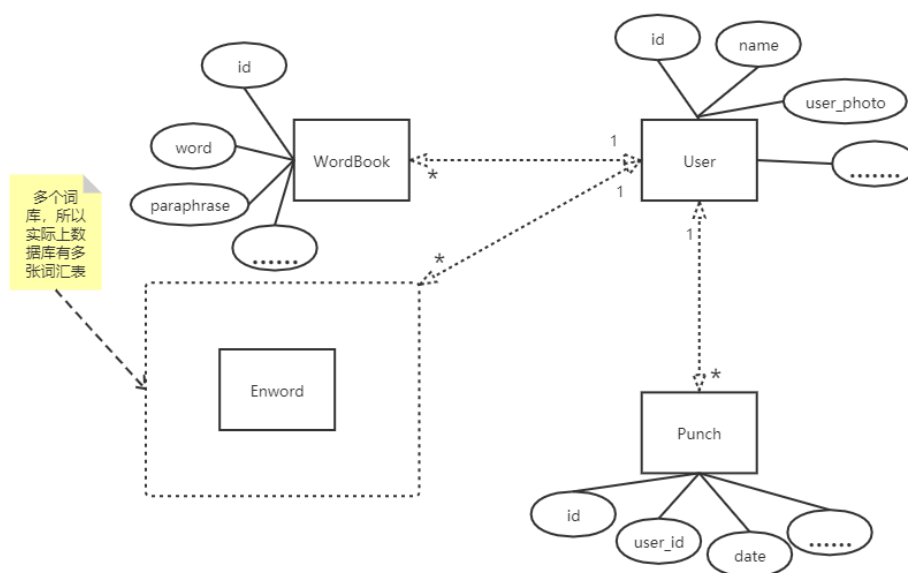 id
name
user_photo
.......
User
id
word
paraphrase
......
WordBook
*
1
1
*
1
*
多个词
库，所以
实际上数
据库有多
张词汇表
Enword
Punch
id
user_id
date
......